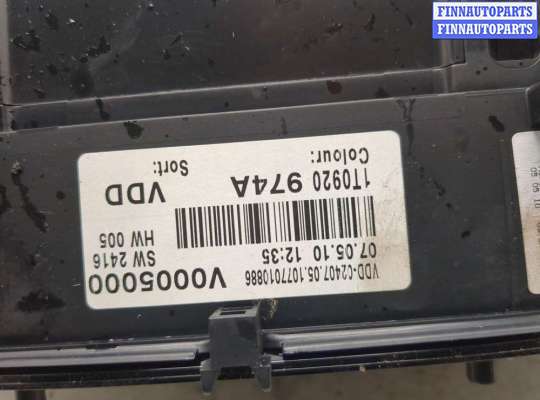 FINNAUTOPARTS
FINNAUTOPARTS
VDD-C2407.05.1077010886
V0005000
07.05.10 12:35
SW 2416
HW 005
1T0920 974A
VDD
Colour:
Sort: